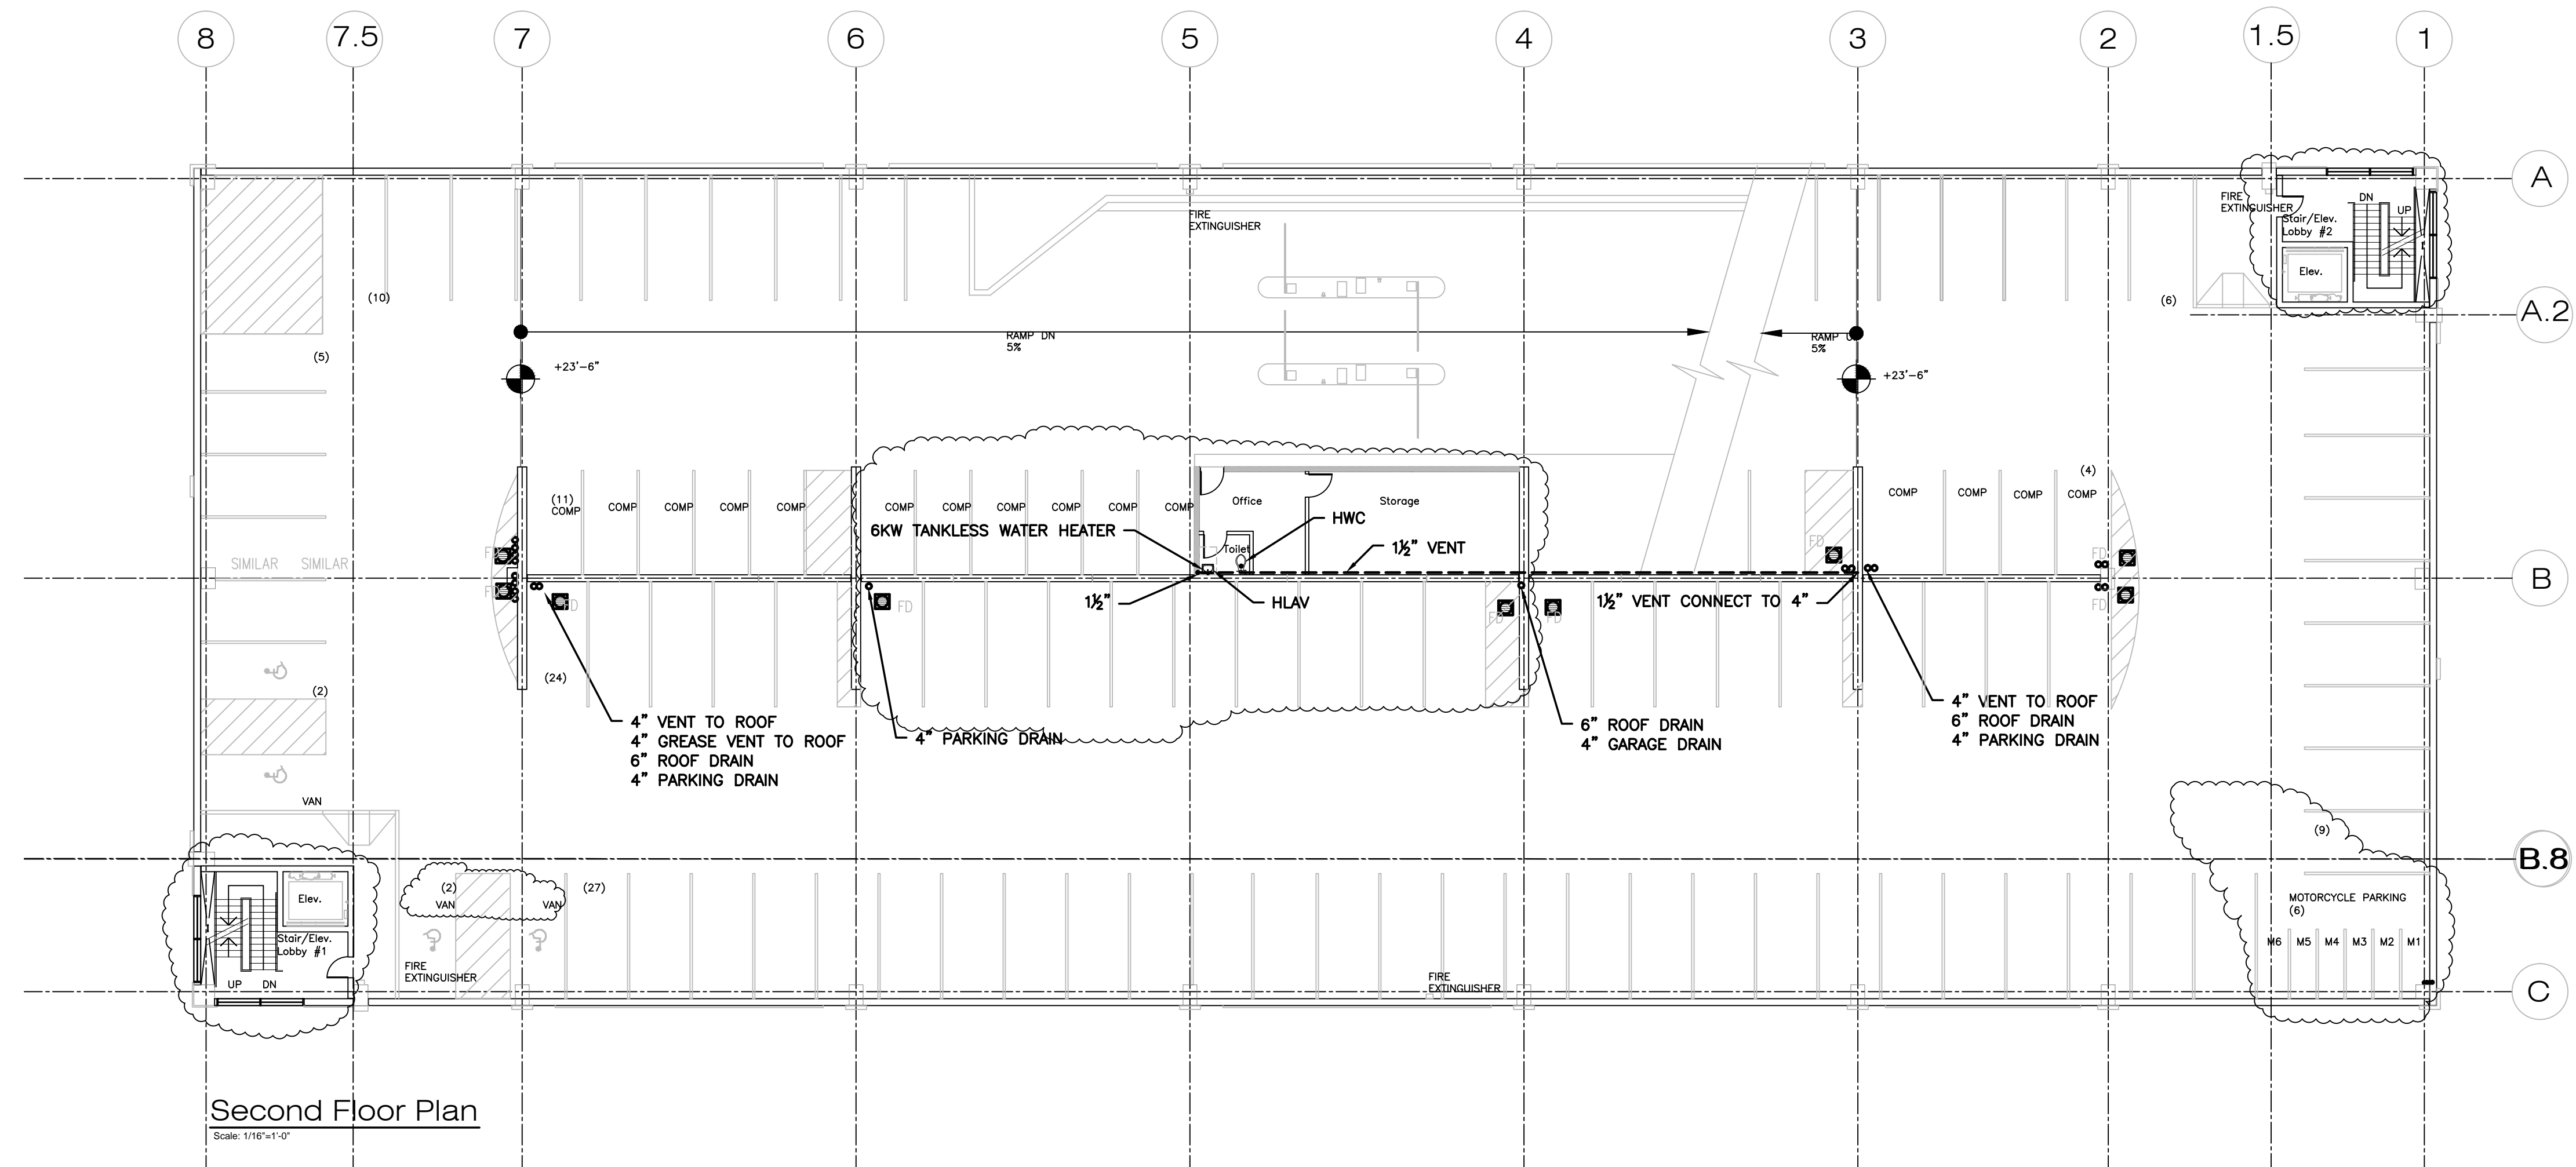 8
7.5
7
6
5
4
3
2
1.5
1
A
FIRE
EXTINGUISHER
DN
UP
Stair/Elev.
Lobby #2
Elev.
FIRE
EXTINGUISHER
(10)
(6)
A.2
RAMP DN
5%
5%
(5)
+23'-6"
+23'-6"
(11)
COMP
COMP
COMP
COMP
COMP
COMP
COMP
COMP
COMP
COMP
COMP
Office
Storage
COMP
COMP
COMP
COMP
(4)
6KW TANKLESS WATER HEATER
HWC
Toilet
1½" VENT
SIMILAR
SIMILAR
FD
FD
FD
B
FD
FD
FD
FD
FD
FD
1½"
HLAV
1½" VENT CONNECT TO 4"
(24)
(2)
4" VENT TO ROOF
4" GREASE VENT TO ROOF
6" ROOF DRAIN
4" PARKING DRAIN
4" PARKING DRAIN
6" ROOF DRAIN
4" GARAGE DRAIN
4" VENT TO ROOF
6" ROOF DRAIN
4" PARKING DRAIN
VAN
(9)
B.8
(2)
VAN
VAN
(27)
Elev.
MOTORCYCLE PARKING
(6)
Stair/Elev.
Lobby #1
M6
M5
M4
M3
M2
M1
FIRE
EXTINGUISHER
FIRE
EXTINGUISHER
UP
DN
C
Second Floor Plan
Scale: 1/16"=1'-0"